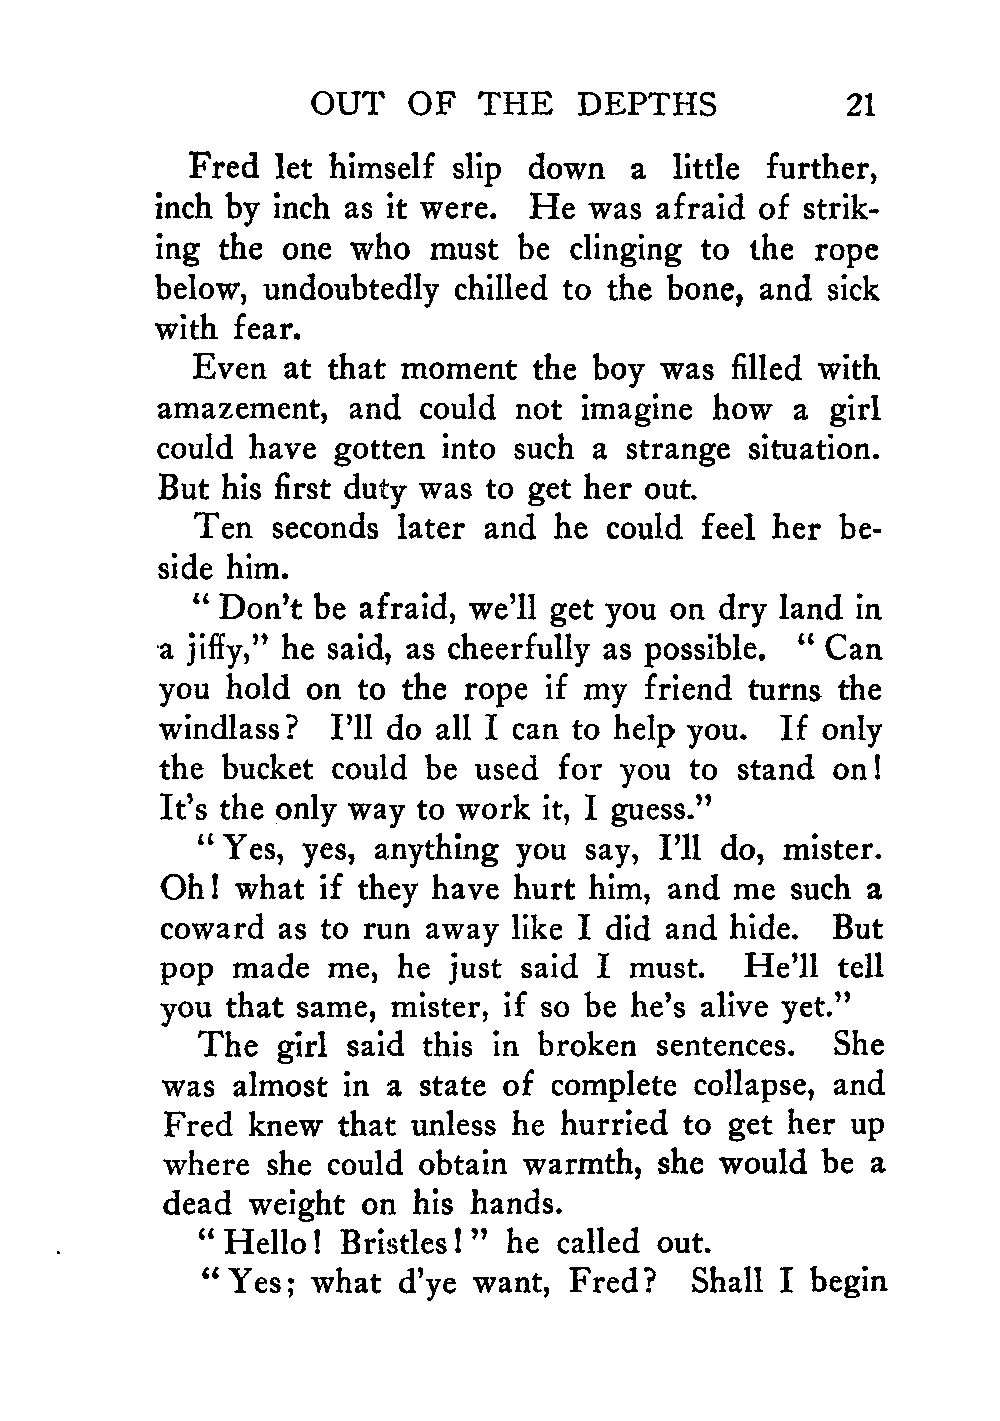 OUT OF THE DEPTHS 21
Fred let himself slip down a little further,
inch by inch as it were. He was afraid of strik-
ing the one who must be clinging to the rope
below, undoubtedly chilled to the bone, and sick
with fear.
Even at that moment the boy was filled with
amazement, and could not imagine how a girl
could have gotten into such a strange situation.
But his first duty was to get her out.
Ten seconds later and he could feel her be-
side him.
“Don’t be afraid, we’ll get you on dry land in
a jiffy,” he said, as cheerfully as possible. “Can
you hold on to the rope if my friend turns the
windlass? I’ll do all I can to help you. If only
the bucket could be used for you to stand on!
It’s the only way to work it, I guess.”
“Yes, yes, anything you say, I’ll do, mister.
Oh! what if they have hurt him, and me such a
coward as to run away like I did and hide. But
pop made me, he just said I must. He’ll tell
you that same, mister, if so be he’s alive yet.”
The girl said this in broken sentences. She
was almost in a state of complete collapse, and
Fred knew that unless he hurried to get her up
where she could obtain warmth, she would be a
dead weight on his hands.
“Hello! Bristles!” he called out.
“Yes; what d’ye want, Fred? Shall I begin